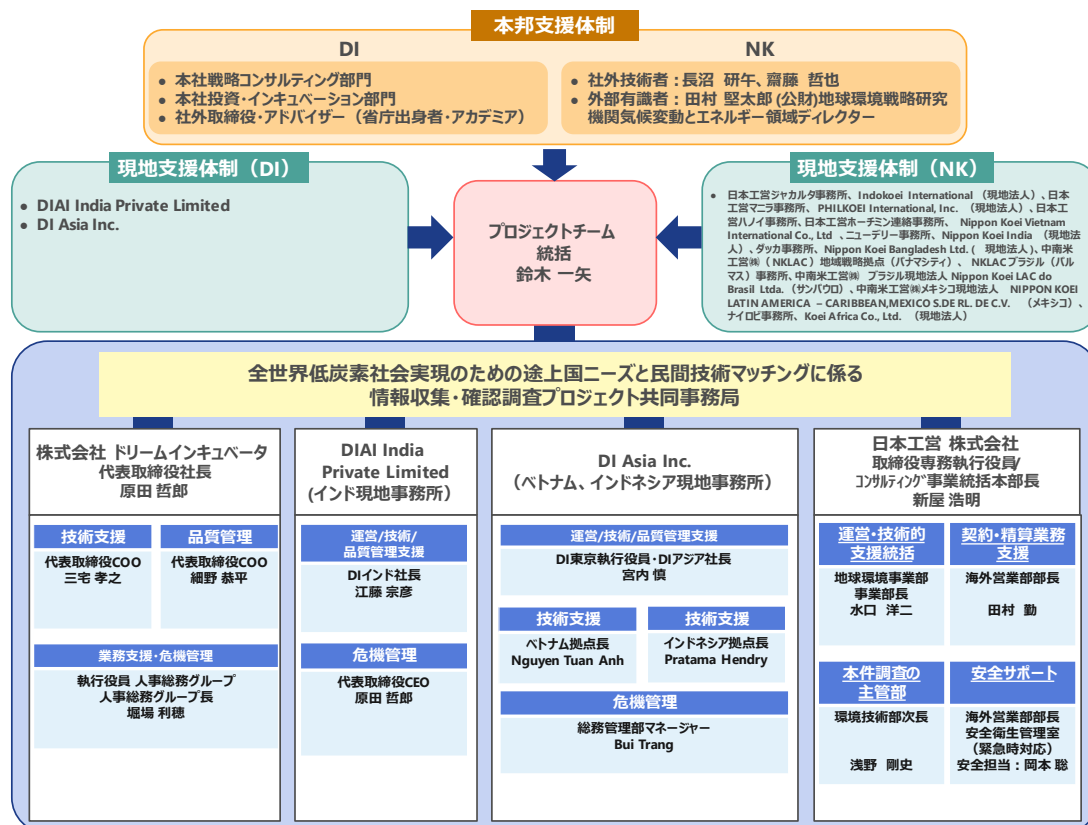 本邦支援体制
DI
● 本社戦略コンサルティング部門
● 本社投資・インキュベーション部門
● 社外取締役・アドバイザー（省庁出身者・アカデミア）
NK
● 社外技術者：長沼 研午、齋藤 哲也
● 外部有識者：田村 堅太郎 (公財)地球環境戦略研究
機関気候変動とエネルギー領域ディレクター
現地支援体制（DI）
● DIAI India Private Limited
● DI Asia Inc.
プロジェクトチーム
統括
鈴木 一矢
現地支援体制（NK）
● 日本工営ジャカルタ事務所、Indokoei International （現地法人）、日本
工営マニラ事務所、PHILKOEI International, Inc. （現地法人）、日本工
営ハノイ事務所、日本工営ホーチミン連絡事務所、 Nippon Koei Vietnam
International Co., Ltd 、ニューデリー事務所、Nippon Koei India （現地法
人）、ダッカ事務所、Nippon Koei Bangladesh Ltd. ( 現地法人)、中南米
工営㈱（NKLAC）地域戦略拠点（パナマシティ）、 NKLACブラジル（パル
マス）事務所、中南米工営㈱ ブラジル現地法人 Nippon Koei LAC do
Brasil Ltda.（サンパウロ）、中南米工営㈱メキシコ現地法人 NIPPON KOEI
LATIN AMERICA – CARIBBEAN,MEXICO S.DE RL. DE C.V. （メキシコ）、
ナイロビ事務所、Koei Africa Co., Ltd. （現地法人）
全世界低炭素社会実現のための途上国ニーズと民間技術マッチングに係る
情報収集・確認調査プロジェクト共同事務局
株式会社 ドリームインキュベータ
代表取締役社長
原田 哲郎
技術支援
代表取締役COO
三宅 孝之
品質管理
代表取締役COO
細野 恭平
業務支援・危機管理
執行役員 人事総務グループ
人事総務グループ長
堀場 利穂
DIAI India
Private Limited
(インド現地事務所）
運営/技術/
品質管理支援
DIインド社長
江藤 宗彦
危機管理
代表取締役CEO
原田 哲郎
DI Asia Inc.
（ベトナム、インドネシア現地事務所）
運営/技術/品質管理支援
DI東京執行役員・DIアジア社長
宮内 慎
技術支援
ベトナム拠点長
Nguyen Tuan Anh
技術支援
インドネシア拠点長
Pratama Hendry
危機管理
総務管理部マネージャー
Bui Trang
日本工営 株式会社
取締役専務執行役員/
ｺﾝｻﾙﾃｨﾝｸﾞ事業統括本部長
新屋 浩明
運営・技術的
支援統括
地球環境事業部
事業部長
水口 洋二
契約・精算業務
支援
海外営業部部長
田村 勤
本件調査の
主管部
環境技術部次長
浅野 剛史
安全サポート
海外営業部部長
安全衛生管理室
（緊急時対応）
安全担当：岡本 聡